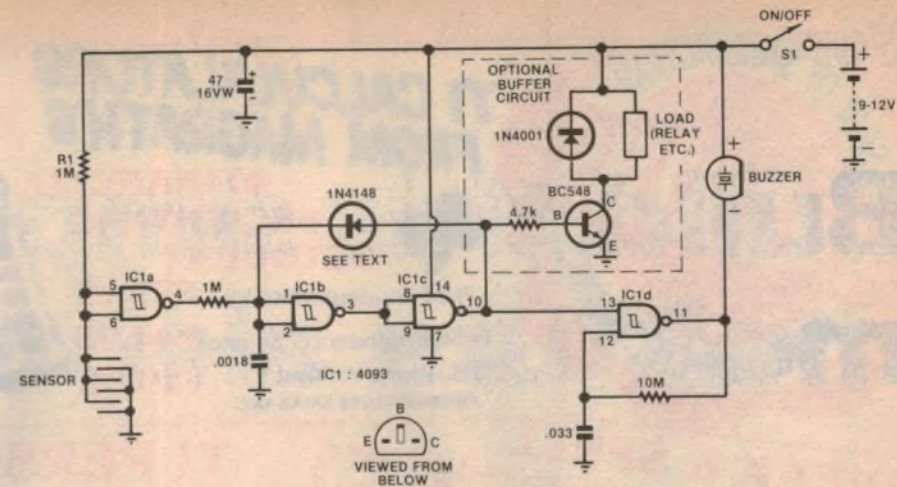 ON/OFF
S1
+
9-12V
−
47
16VW
+
-
OPTIONAL
BUFFER
CIRCUIT
1N4001
LOAD
(RELAY
ETC.)
R1
1M
1N4148
SEE TEXT
BC548
4.7k
B
C
E
+
BUZZER
−
IC1a
5
6
4
1M
IC1b
1
2
3
IC1c
8
9
14
7
10
IC1d
13
12
11
.0018
IC1 : 4093
SENSOR
10M
.033
B
E
C
VIEWED FROM
BELOW